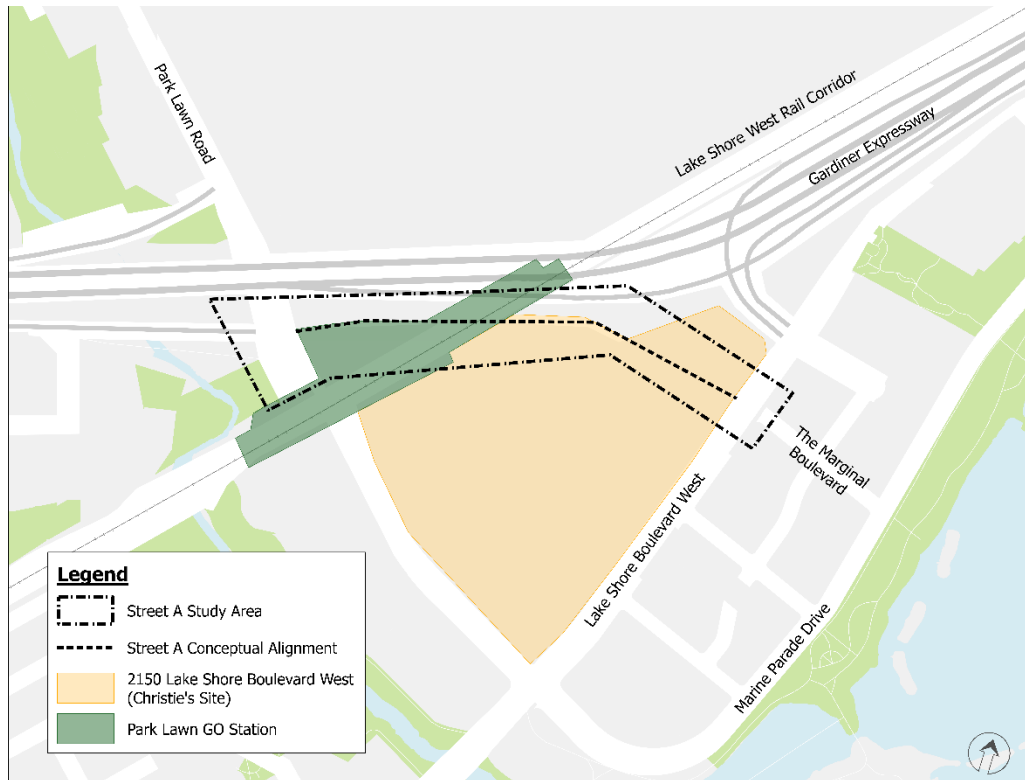 Park Lawn Road
Lake Shore West Rail Corridor
Gardiner Expressway
The Marginal
Boulevard
Lake Shore Boulevard West
Marine Parade Drive
Legend
Street A Study Area
Street A Conceptual Alignment
2150 Lake Shore Boulevard West
(Christie's Site)
Park Lawn GO Station